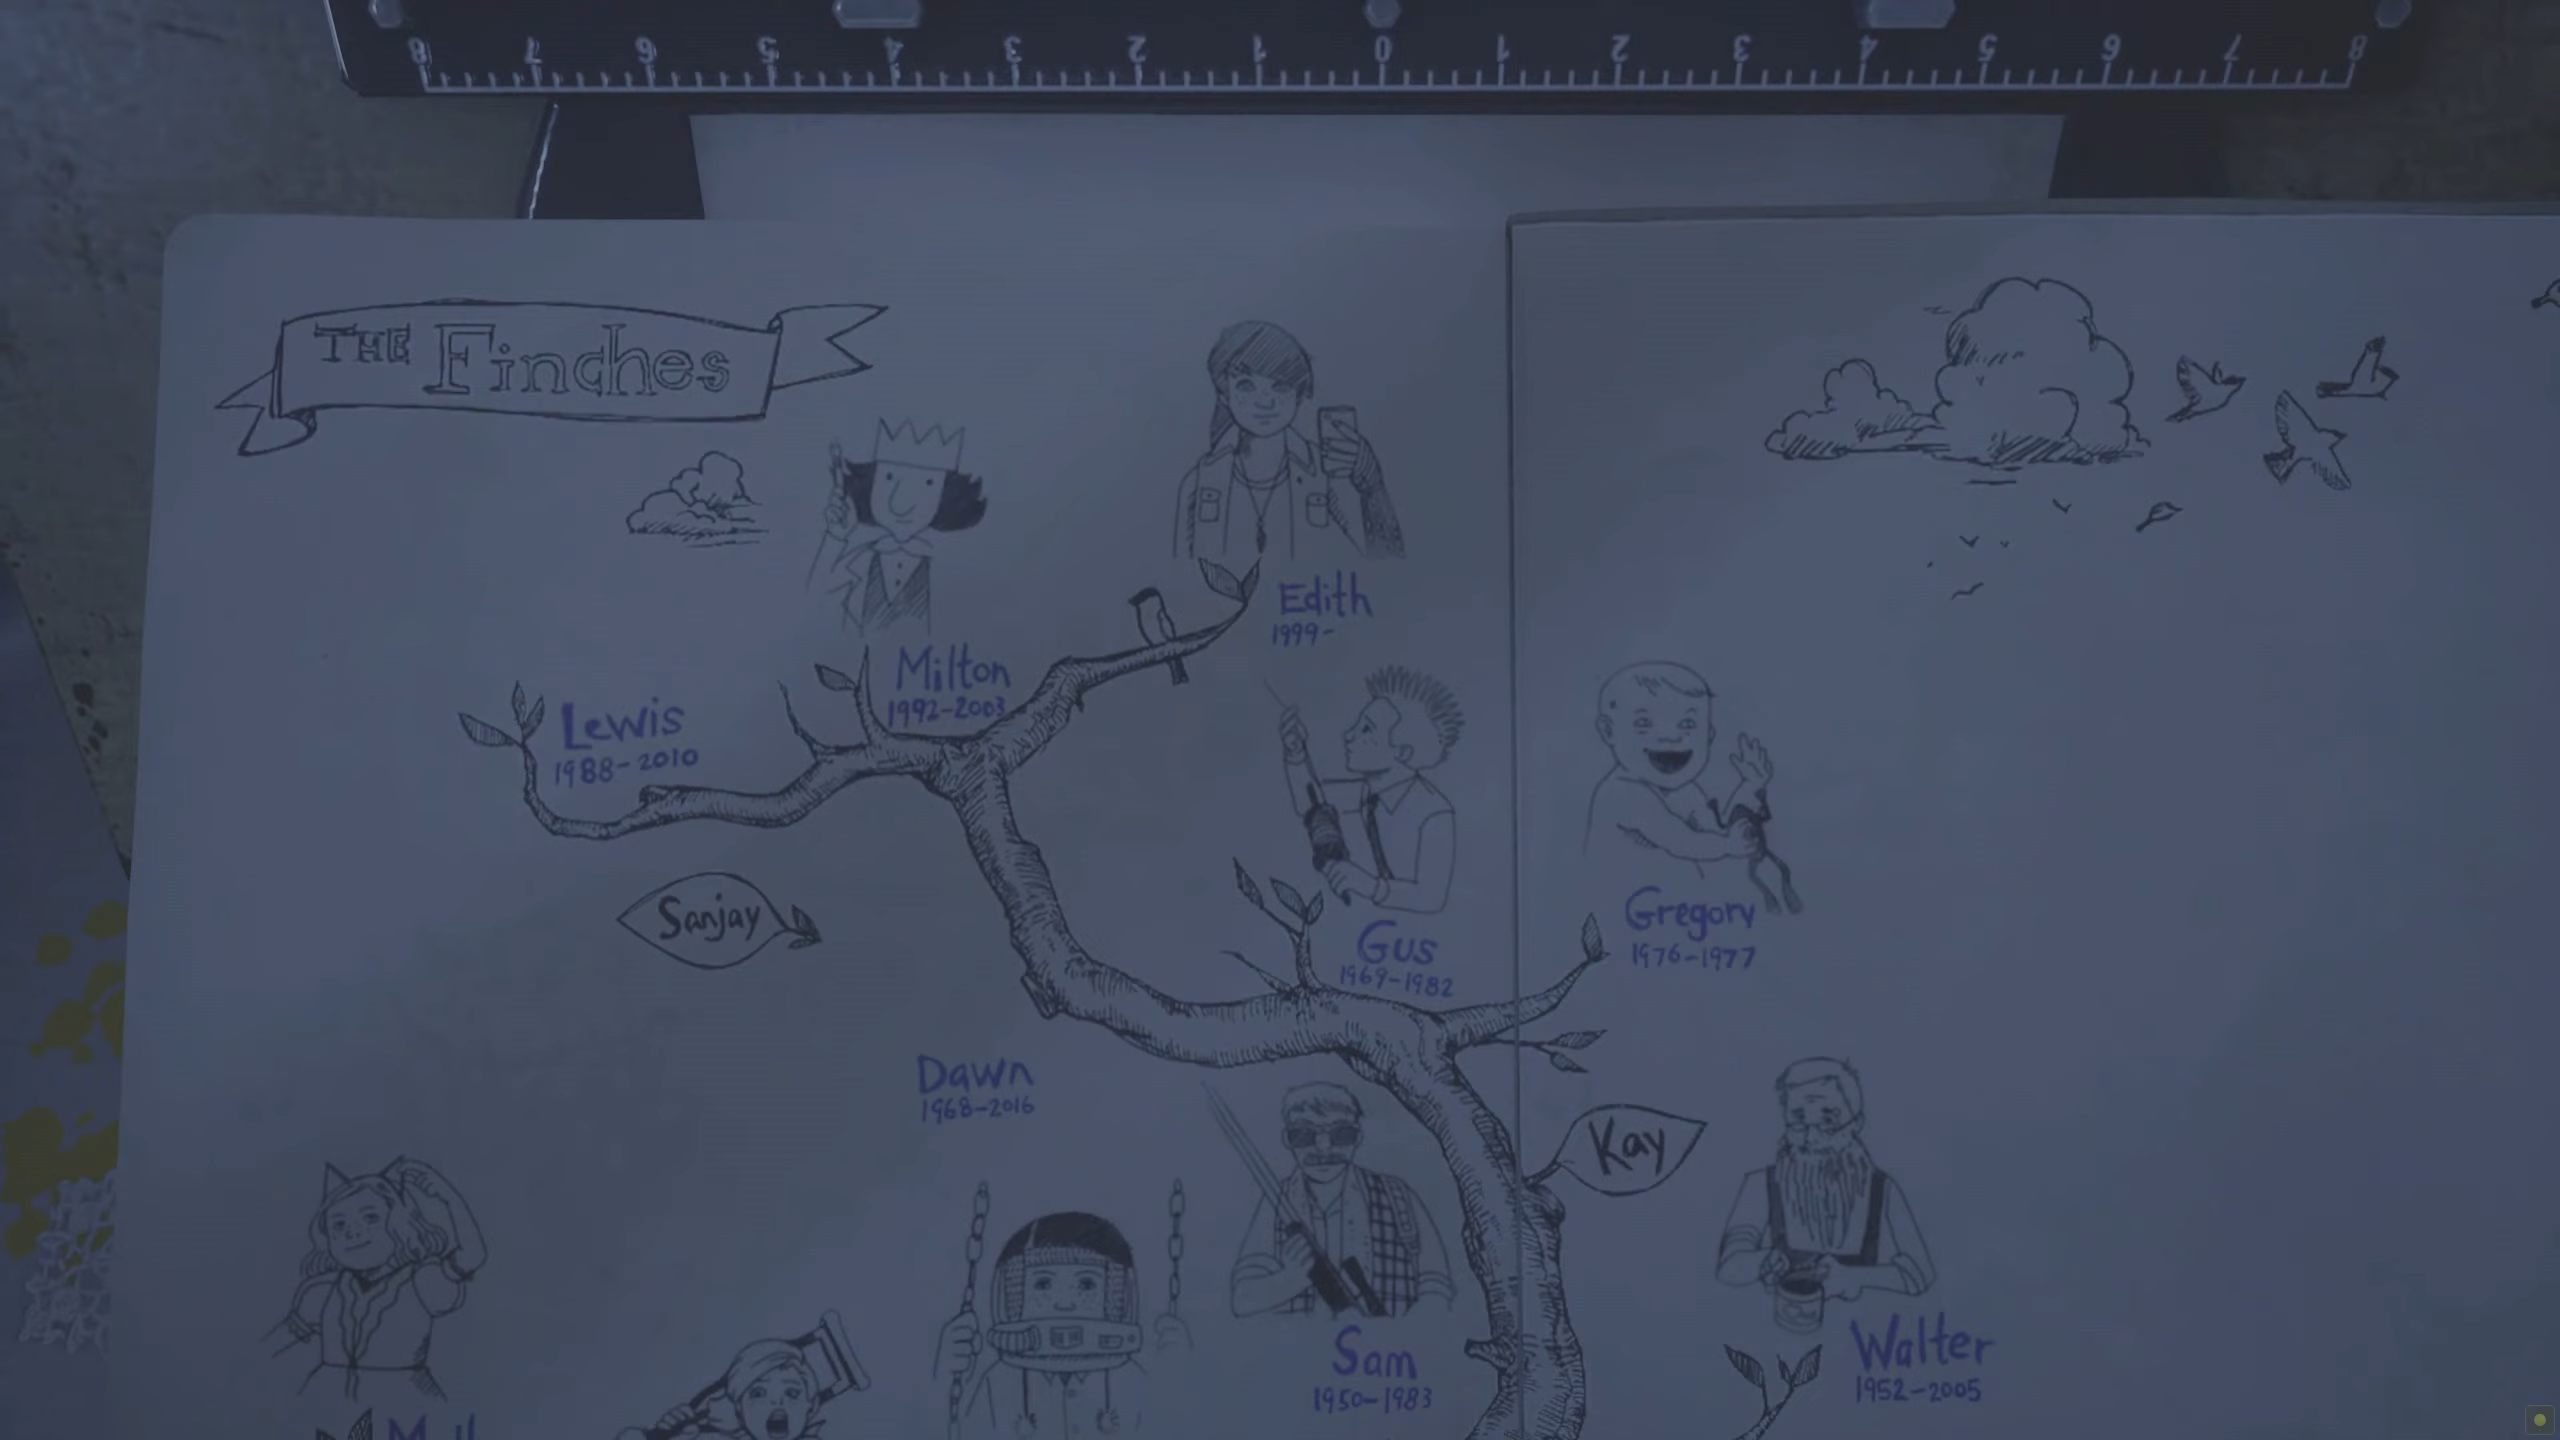 8 7 6 5 4 3 2 1 0 1 2 3 4 5 6 7 8
THE Finches
Edith
1999-
Milton
1992-2003
Lewis
1988-2010
Sanjay
Gus
1969-1982
Gregory
1976-1977
Dawn
1968-2016
Kay
Sam
1950-1983
Walter
1952-2005